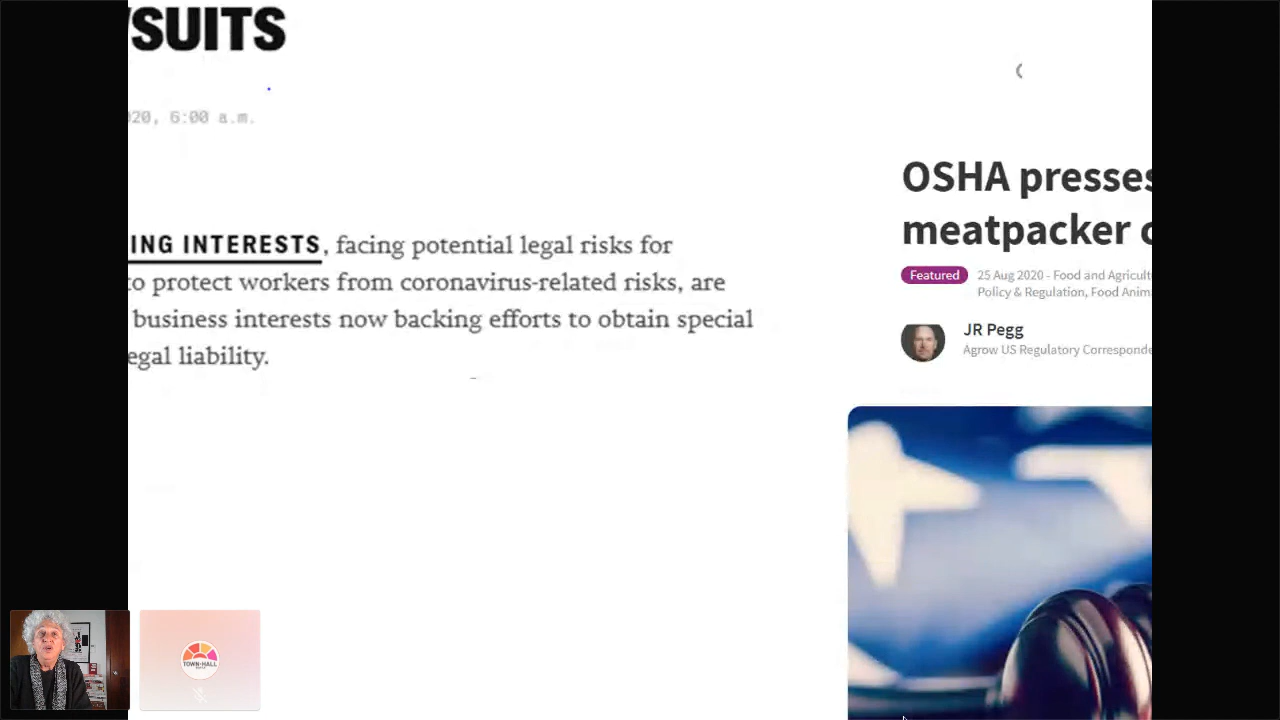 SUITS
020, 6:00 a.m.
ING INTERESTS, facing potential legal risks for
to protect workers from coronavirus-related risks, are
business interests now backing efforts to obtain special
egal liability.
OSHA presses
meatpacker
Featured
25 Aug 2020 - Food and Agricult
Policy & Regulation, Food Anim
JR Pegg
Agrow US Regulatory Corresponde
TOWN HALL